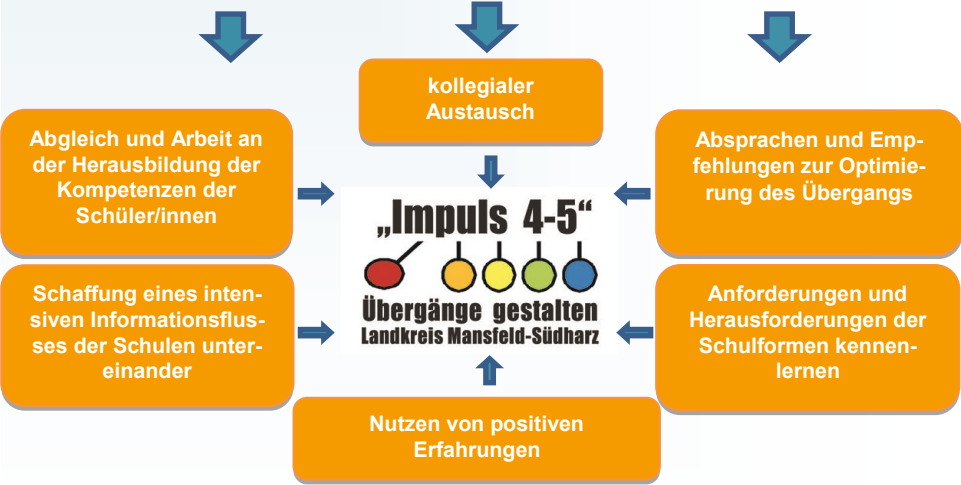 kollegialer
Austausch
Abgleich und Arbeit an
der Herausbildung der
Kompetenzen der
Schüler/innen
Absprachen und Emp-
fehlungen zur Optimie-
rung des Übergangs
„Impuls 4-5“
Übergänge gestalten
Landkreis Mansfeld-Südharz
Schaffung eines inten-
siven Informationsflus-
ses der Schulen unter-
einander
Anforderungen und
Herausforderungen der
Schulformen kennen-
lernen
Nutzen von positiven
Erfahrungen